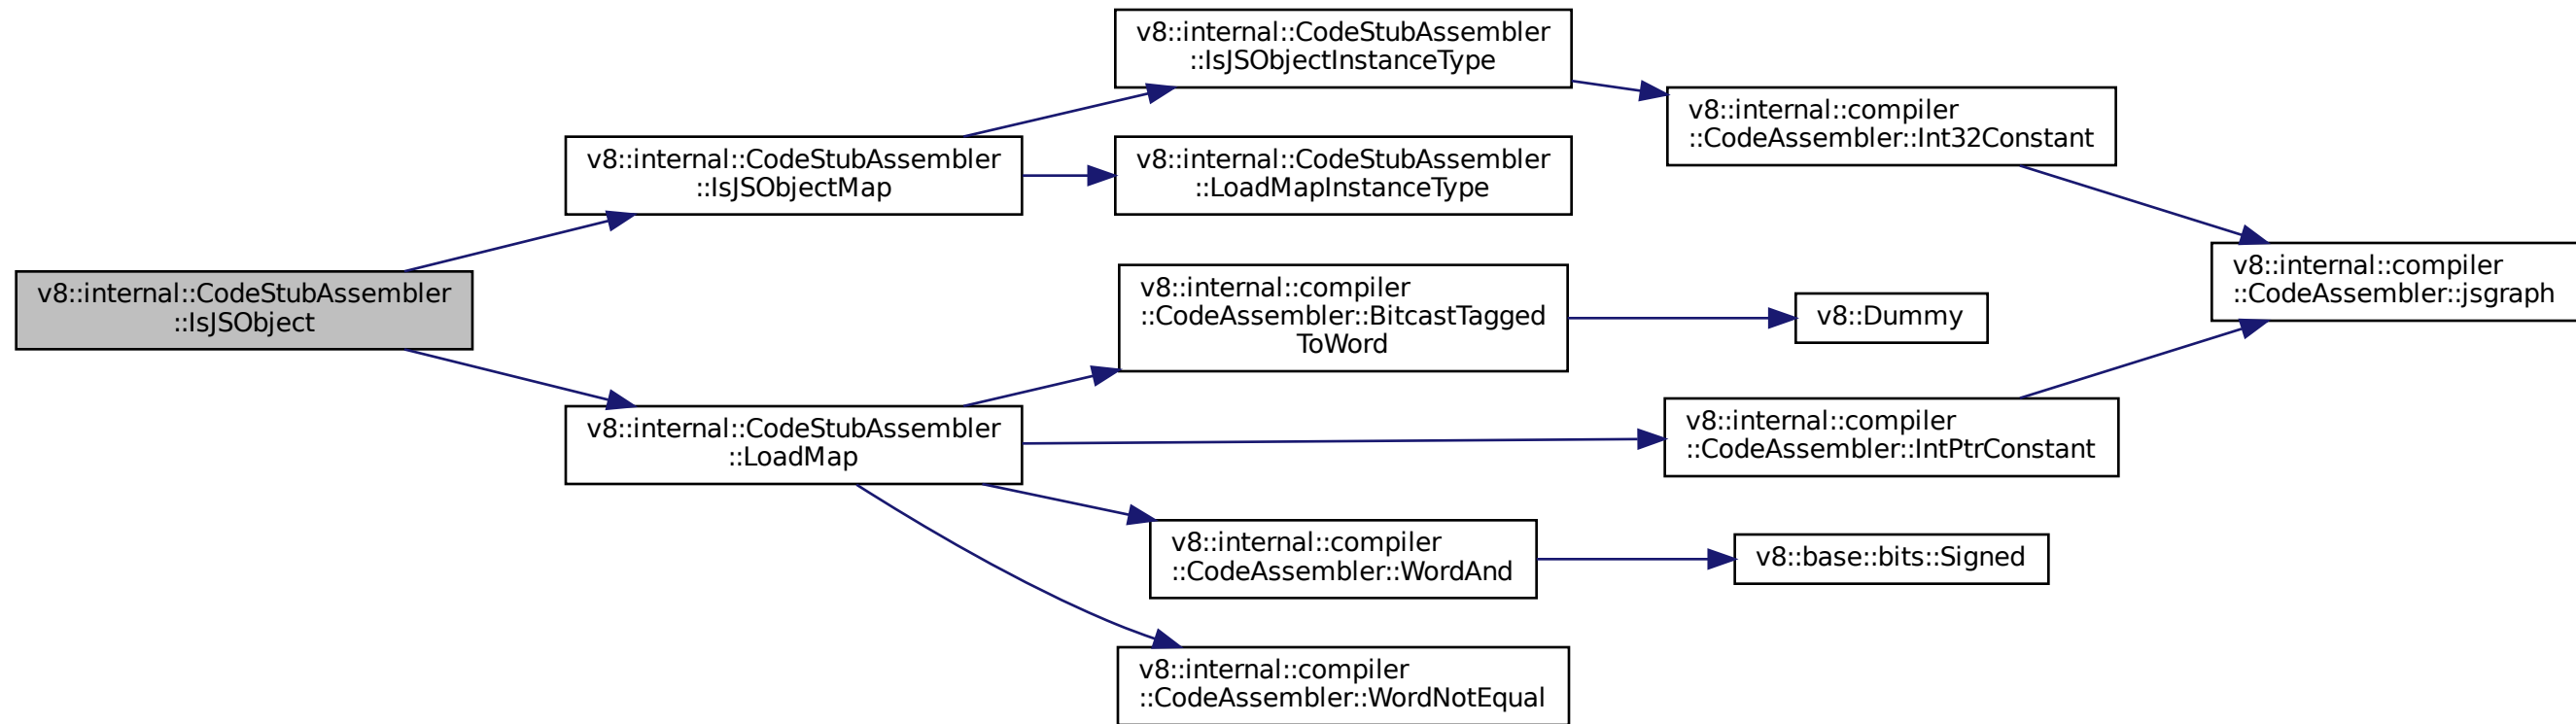 v8::internal::CodeStubAssembler
::IsJSObject
v8::internal::CodeStubAssembler
::IsJSObjectMap
v8::internal::CodeStubAssembler
::LoadMap
v8::internal::CodeStubAssembler
::IsJSObjectInstanceType
v8::internal::CodeStubAssembler
::LoadMapInstanceType
v8::internal::compiler
::CodeAssembler::BitcastTagged
ToWord
v8::internal::compiler
::CodeAssembler::WordAnd
v8::internal::compiler
::CodeAssembler::WordNotEqual
v8::internal::compiler
::CodeAssembler::Int32Constant
v8::Dummy
v8::internal::compiler
::CodeAssembler::IntPtrConstant
v8::base::bits::Signed
v8::internal::compiler
::CodeAssembler::jsgraph